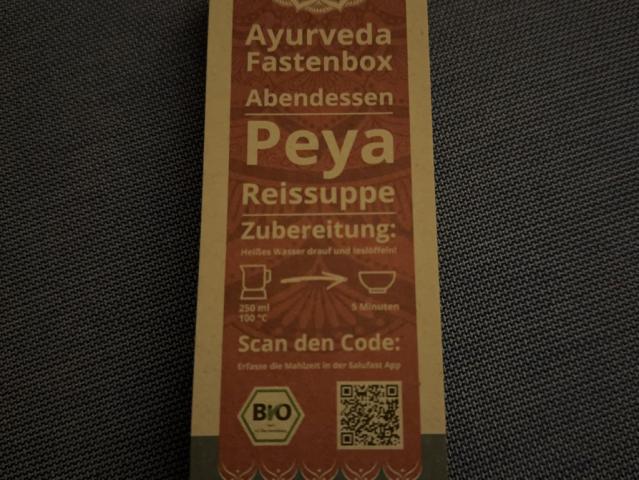 Ayurveda
Fastenbox
Abendessen
Peya
Reissuppe
Zubereitung:
Heißes Wasser drauf und loslöffeln!
250 ml
100 °C
5 Minuten
Scan den Code:
Erfasse die Mahlzeit in der Salufast App
BIO